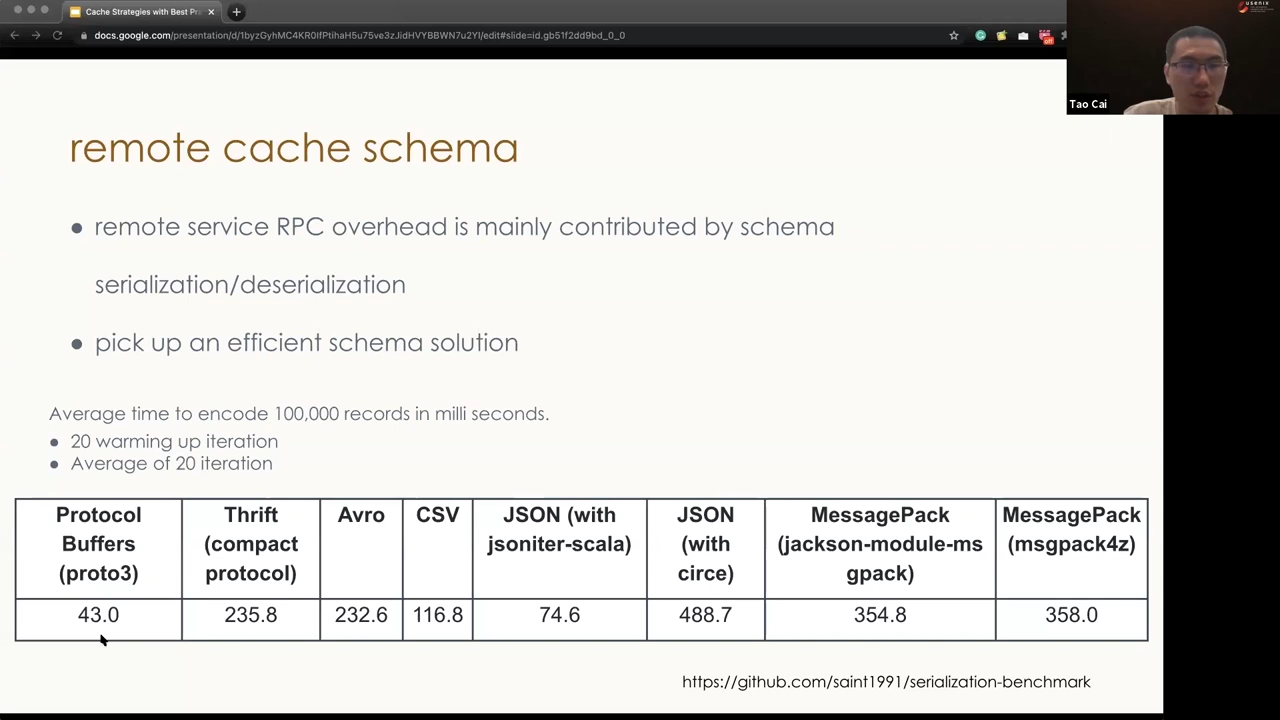 Cache Strategies with Best Pra
docs.google.com/presentation/d/1byzGyhMC4KR0IfPtihaH5u75ve3zJidHVYBBWN7u2YI/edit#slide=id.gb51f2dd9bd_0_0
usenix
Tao Cai
remote cache schema
● remote service RPC overhead is mainly contributed by schema
serialization/deserialization
● pick up an efficient schema solution
Average time to encode 100,000 records in milli seconds.
● 20 warming up iteration
● Average of 20 iteration
Protocol Buffers (proto3)
Thrift (compact protocol)
Avro
CSV
JSON (with jsoniter-scala)
JSON (with circe)
MessagePack (jackson-module-msgpack)
MessagePack (msgpack4z)
43.0 235.8 232.6 116.8 74.6 488.7 354.8 358.0
https://github.com/saint1991/serialization-benchmark